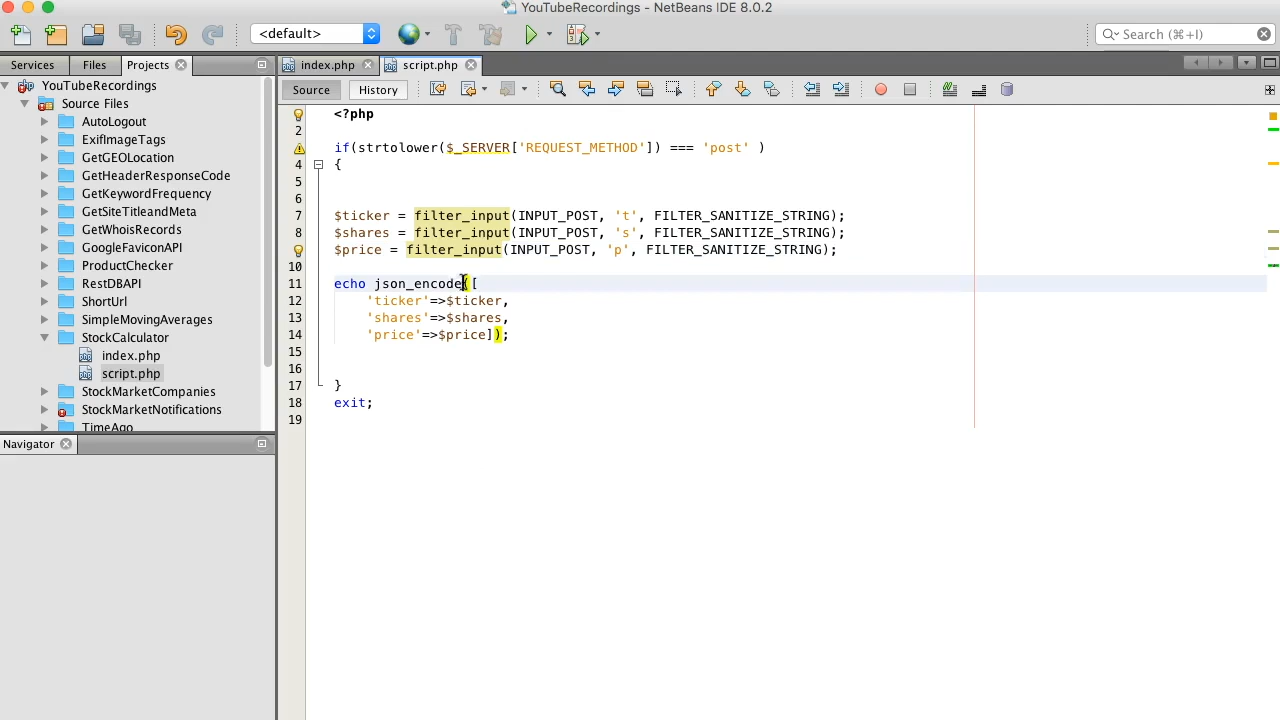 YouTubeRecordings - NetBeans IDE 8.0.2
<default>
Search (⌘+I)
Services Files Projects
index.php script.php
Source History
YouTubeRecordings
Source Files
AutoLogout
ExifImageTags
GetGEOLocation
GetHeaderResponseCode
GetKeywordFrequency
GetSiteTitleandMeta
GetWhoisRecords
GoogleFaviconAPI
ProductChecker
RestDBAPI
ShortUrl
SimpleMovingAverages
StockCalculator
index.php
script.php
StockMarketCompanies
StockMarketNotifications
TimeAgo
Navigator
<?php
2
if(strtolower($_SERVER['REQUEST_METHOD']) === 'post' )
4 {
5
6
7 $ticker = filter_input(INPUT_POST, 't', FILTER_SANITIZE_STRING);
8 $shares = filter_input(INPUT_POST, 's', FILTER_SANITIZE_STRING);
$price = filter_input(INPUT_POST, 'p', FILTER_SANITIZE_STRING);
10
11 echo json_encode([
12 'ticker'=>$ticker,
13 'shares'=>$shares,
14 'price'=>$price]);
15
16
17 }
18 exit;
19